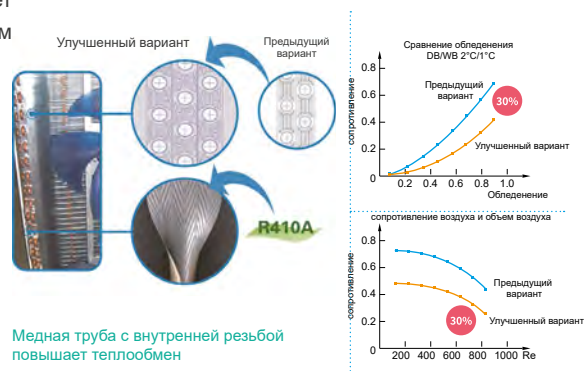 ет
м
Улучшенный вариант
Предыдущий
вариант
R410A
Медная труба с внутренней резьбой
повышает теплообмен
Сравнение обледенения
DB/WB 2°C/1°C
сопротивление
0.8
0.6
0.4
0.2
0
Предыдущий
вариант
30%
Улучшенный вариант
0.2 0.4 0.6 0.8 1.0
Обледенение
сопротивление воздуха и объем воздуха
сопротивление
0.8
0.6
0.4
0.2
0
Предыдущий
вариант
30%
Улучшенный вариант
200 400 600 800 1000 Re